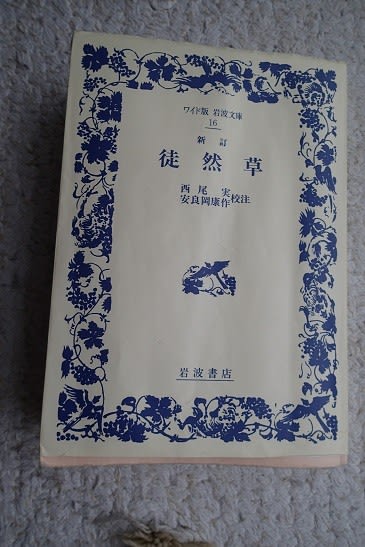 ワイド版 岩波文庫
16
新訂
徒然草
西尾 実
安良岡康作 校注
岩波書店